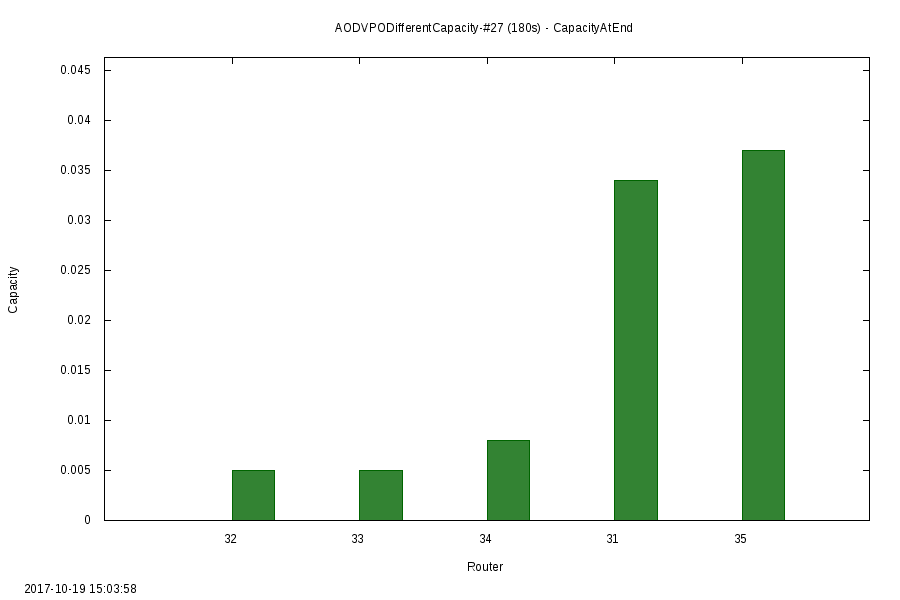 AODVPODifferentCapacity-#27 (180s) - CapacityAtEnd
0.045
0.04
0.035
0.03
0.025
0.02
0.015
0.01
0.005
0
Capacity
32 33 34 31 35
Router
2017-10-19 15:03:58